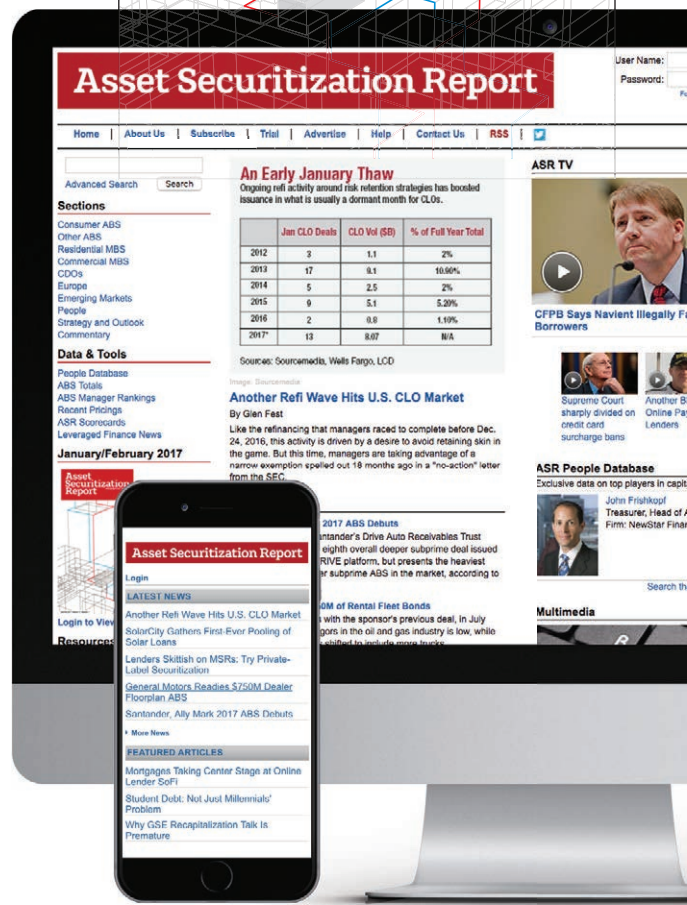 Asset Securitization Report
User Name:
Password:
Home | About Us | Subscribe | Trial | Advertise | Help | Contact Us | RSS |
Advanced Search Search
Sections
Consumer ABS
Other ABS
Residential MBS
Commercial MBS
CDOs
Europe
Emerging Markets
People
Strategy and Outlook
Commentary
Data & Tools
People Database
ABS Totals
ABS Manager Rankings
Recent Pricings
ASR Scorecards
Leveraged Finance News
January/February 2017
Asset
Securitization
Report
Login to View
Resources
An Early January Thaw
Ongoing refi activity around risk retention strategies has boosted
issuance in what is usually a dormant month for CLOs.
Jan CLO Deals CLO Vol ($B) % of Full Year Total
2012 3 1.1 2%
2013 17 9.1 10.90%
2014 5 2.5 2%
2015 9 5.1 5.20%
2016 2 0.8 1.10%
2017* 13 8.07 N/A
Sources: Sourcemedia, Wells Fargo, LCD
Image: Sourcemedia
Another Refi Wave Hits U.S. CLO Market
By Glen Fest
Like the refinancing that managers raced to complete before Dec.
24, 2016, this activity is driven by a desire to avoid retaining skin in
the game. But this time, managers are taking advantage of a
narrow exemption spelled out 18 months ago in a "no-action" letter
from the SEC.
2017 ABS Debuts
antander's Drive Auto Receivables Trust
eighth overall deeper subprime deal issued
RIVE platform, but presents the heaviest
er subprime ABS in the market, according to
0M of Rental Fleet Bonds
with the sponsor's previous deal, in July
gors in the oil and gas industry is low, while
shifted to include more trucks.
ASR TV
CFPB Says Navient Illegally Fa
Borrowers
Supreme Court
sharply divided on
credit card
surcharge bans
Another B
Online Pay
Lenders
ASR People Database
Exclusive data on top players in capit
John Frishkopf
Treasurer, Head of A
Firm: NewStar Finan
Search th
Multimedia
Asset Securitization Report
Login
LATEST NEWS
Another Refi Wave Hits U.S. CLO Market
SolarCity Gathers First-Ever Pooling of
Solar Loans
Lenders Skittish on MSRs: Try Private-
Label Securitization
General Motors Readies $750M Dealer
Floorplan ABS
Santander, Ally Mark 2017 ABS Debuts
More News
FEATURED ARTICLES
Mortgages Taking Center Stage at Online
Lender SoFi
Student Debt: Not Just Millennials'
Problem
Why GSE Recapitalization Talk Is
Premature